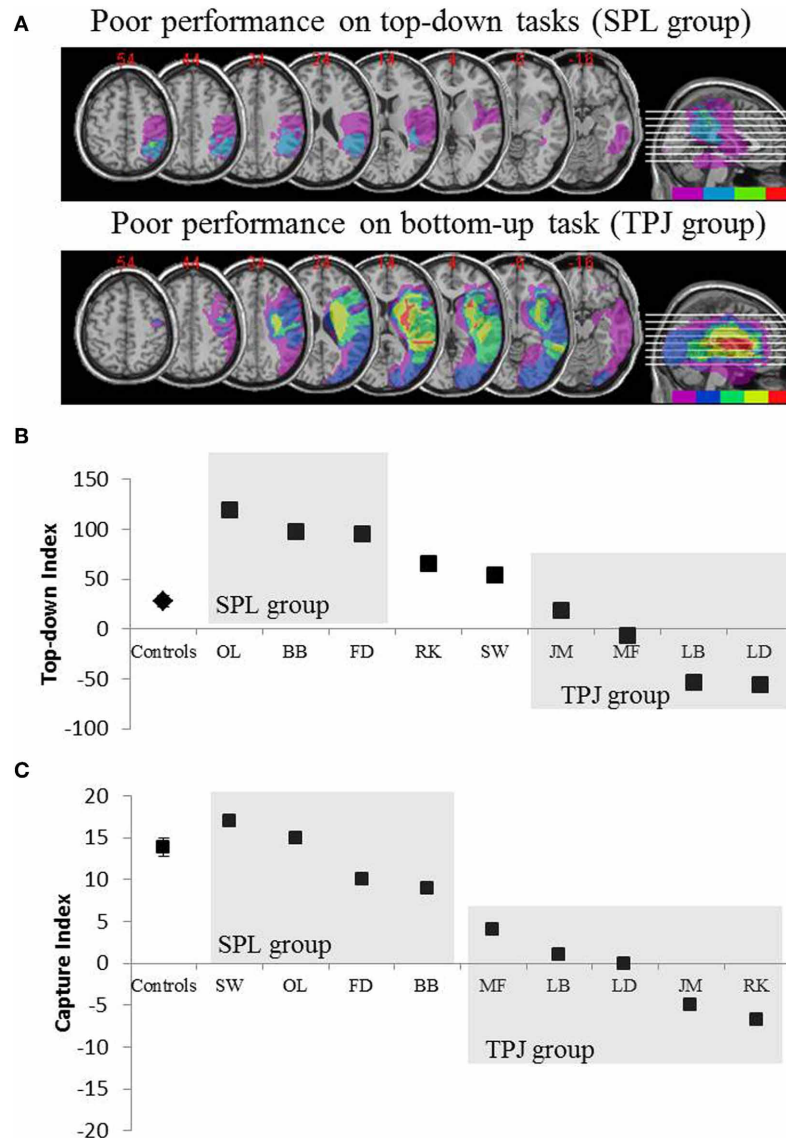 A
Poor performance on top-down tasks (SPL group)
54 44 34 24 14 4 -6 -16
Poor performance on bottom-up task (TPJ group)
54 44 34 24 14 4 -6 -16
B
Top-down Index
150
100
50
0
-50
-100
SPL group
Controls OL BB FD RK SW JM MF LB LD
TPJ group
C
Capture Index
20
15
10
5
0
-5
-10
-15
-20
SPL group
Controls SW OL FD BB MF LB LD JM RK
TPJ group